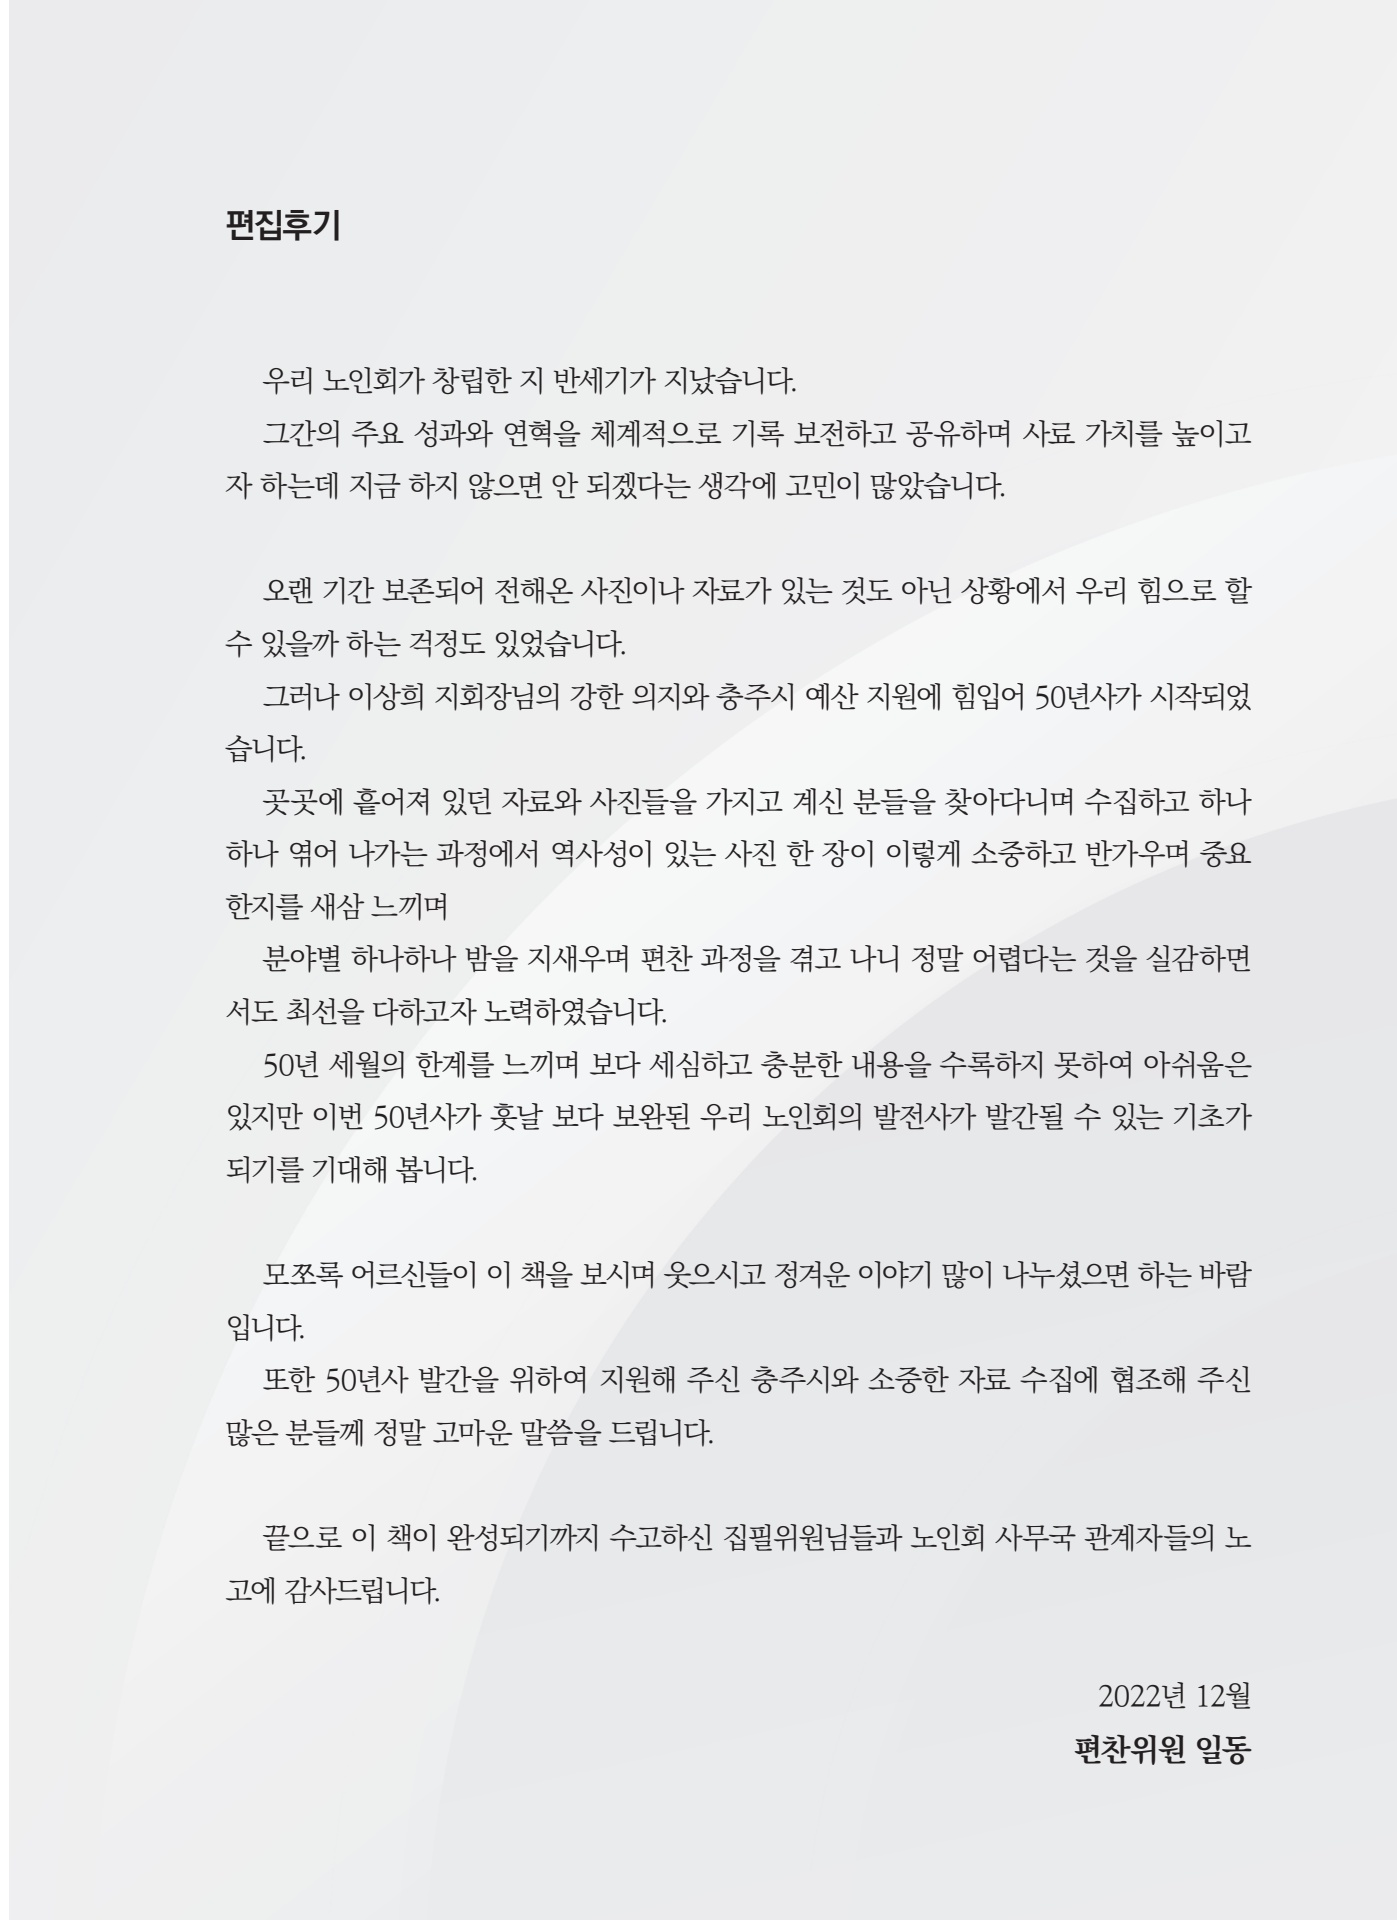 편집후기
우리 노인회가 창립한 지 반세기가 지났습니다.
그간의 주요 성과와 연혁을 체계적으로 기록 보전하고 공유하며 사료 가치를 높이고
자 하는데 지금 하지 않으면 안 되겠다는 생각에 고민이 많았습니다.
오랜 기간 보존되어 전해온 사진이나 자료가 있는 것도 아닌 상황에서 우리 힘으로 할
수 있을까 하는 걱정도 있었습니다.
그러나 이상희 지회장님의 강한 의지와 충주시 예산 지원에 힘입어 50년사가 시작되었
습니다.
곳곳에 흩어져 있던 자료와 사진들을 가지고 계신 분들을 찾아다니며 수집하고 하나
하나 엮어 나가는 과정에서 역사성이 있는 사진 한 장이 이렇게 소중하고 반가우며 중요
한지를 새삼 느끼며
분야별 하나하나 밤을 지새우며 편찬 과정을 겪고 나니 정말 어렵다는 것을 실감하면
서도 최선을 다하고자 노력하였습니다.
50년 세월의 한계를 느끼며 보다 세심하고 충분한 내용을 수록하지 못하여 아쉬움은
있지만 이번 50년사가 훗날 보다 보완된 우리 노인회의 발전사가 발간될 수 있는 기초가
되기를 기대해 봅니다.
모쪼록 어르신들이 이 책을 보시며 웃으시고 정겨운 이야기 많이 나누셨으면 하는 바람
입니다.
또한 50년사 발간을 위하여 지원해 주신 충주시와 소중한 자료 수집에 협조해 주신
많은 분들께 정말 고마운 말씀을 드립니다.
끝으로 이 책이 완성되기까지 수고하신 집필위원님들과 노인회 사무국 관계자들의 노
고에 감사드립니다.
2022년 12월
편찬위원 일동